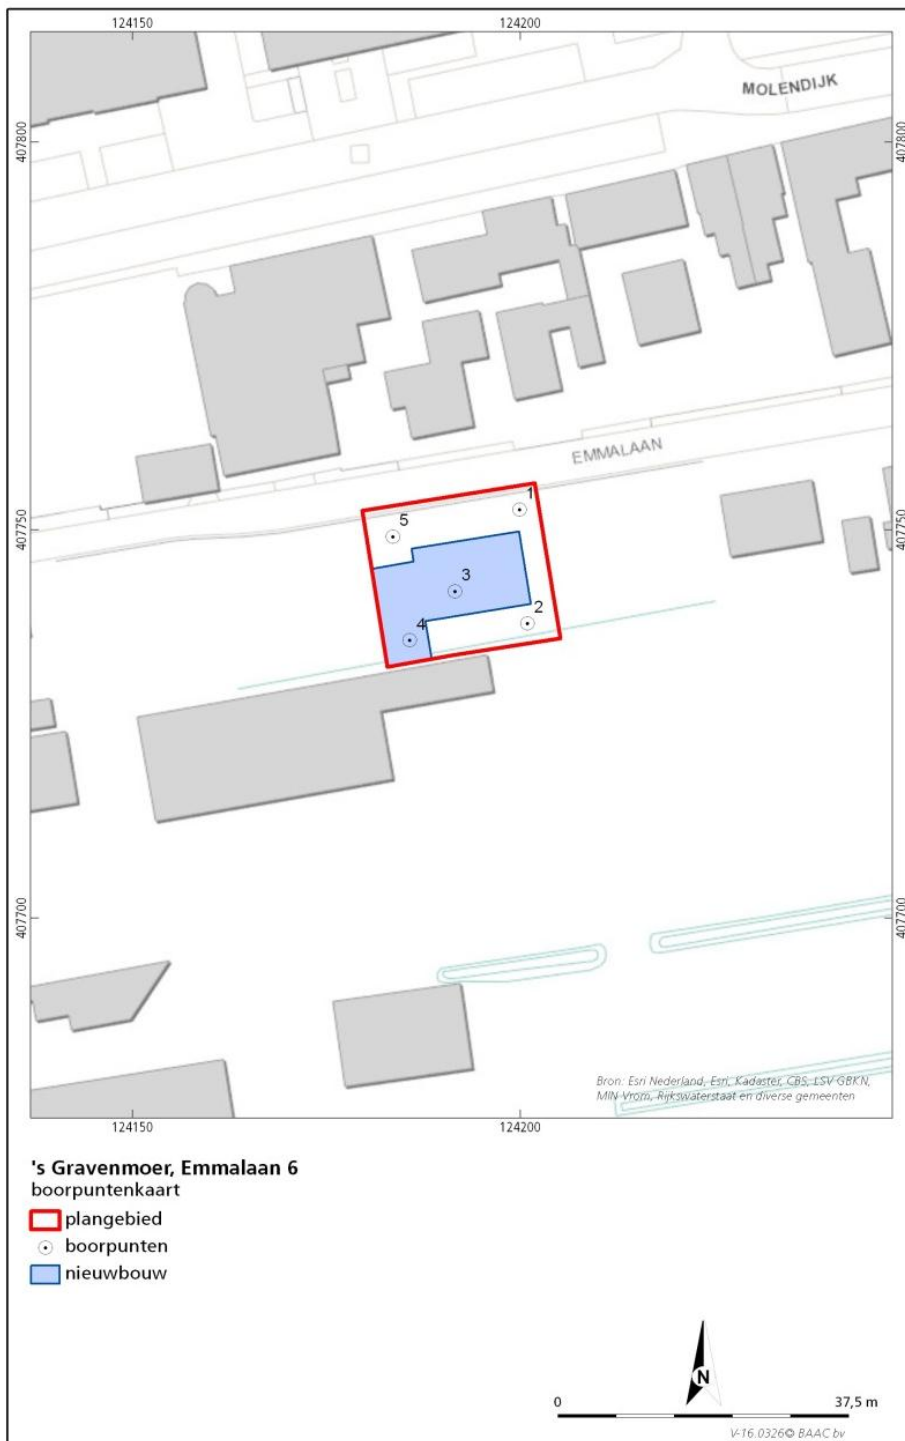 124150 124200
MOLENDIJK
407800 407800
EMMALAAN
1
5
407750 407750
3
2
4
407700 407700
Bron: Esri Nederland, Esri, Kadaster, CBS, LSV GBKN,
MIN Vrom, Rijkswaterstaat en diverse gemeenten
124150 124200
's Gravenmoer, Emmalaan 6
boorpuntenkaart
plangebied
boorpunten
nieuwbouw
N
0 37,5 m
V-16.0326© BAAC bv